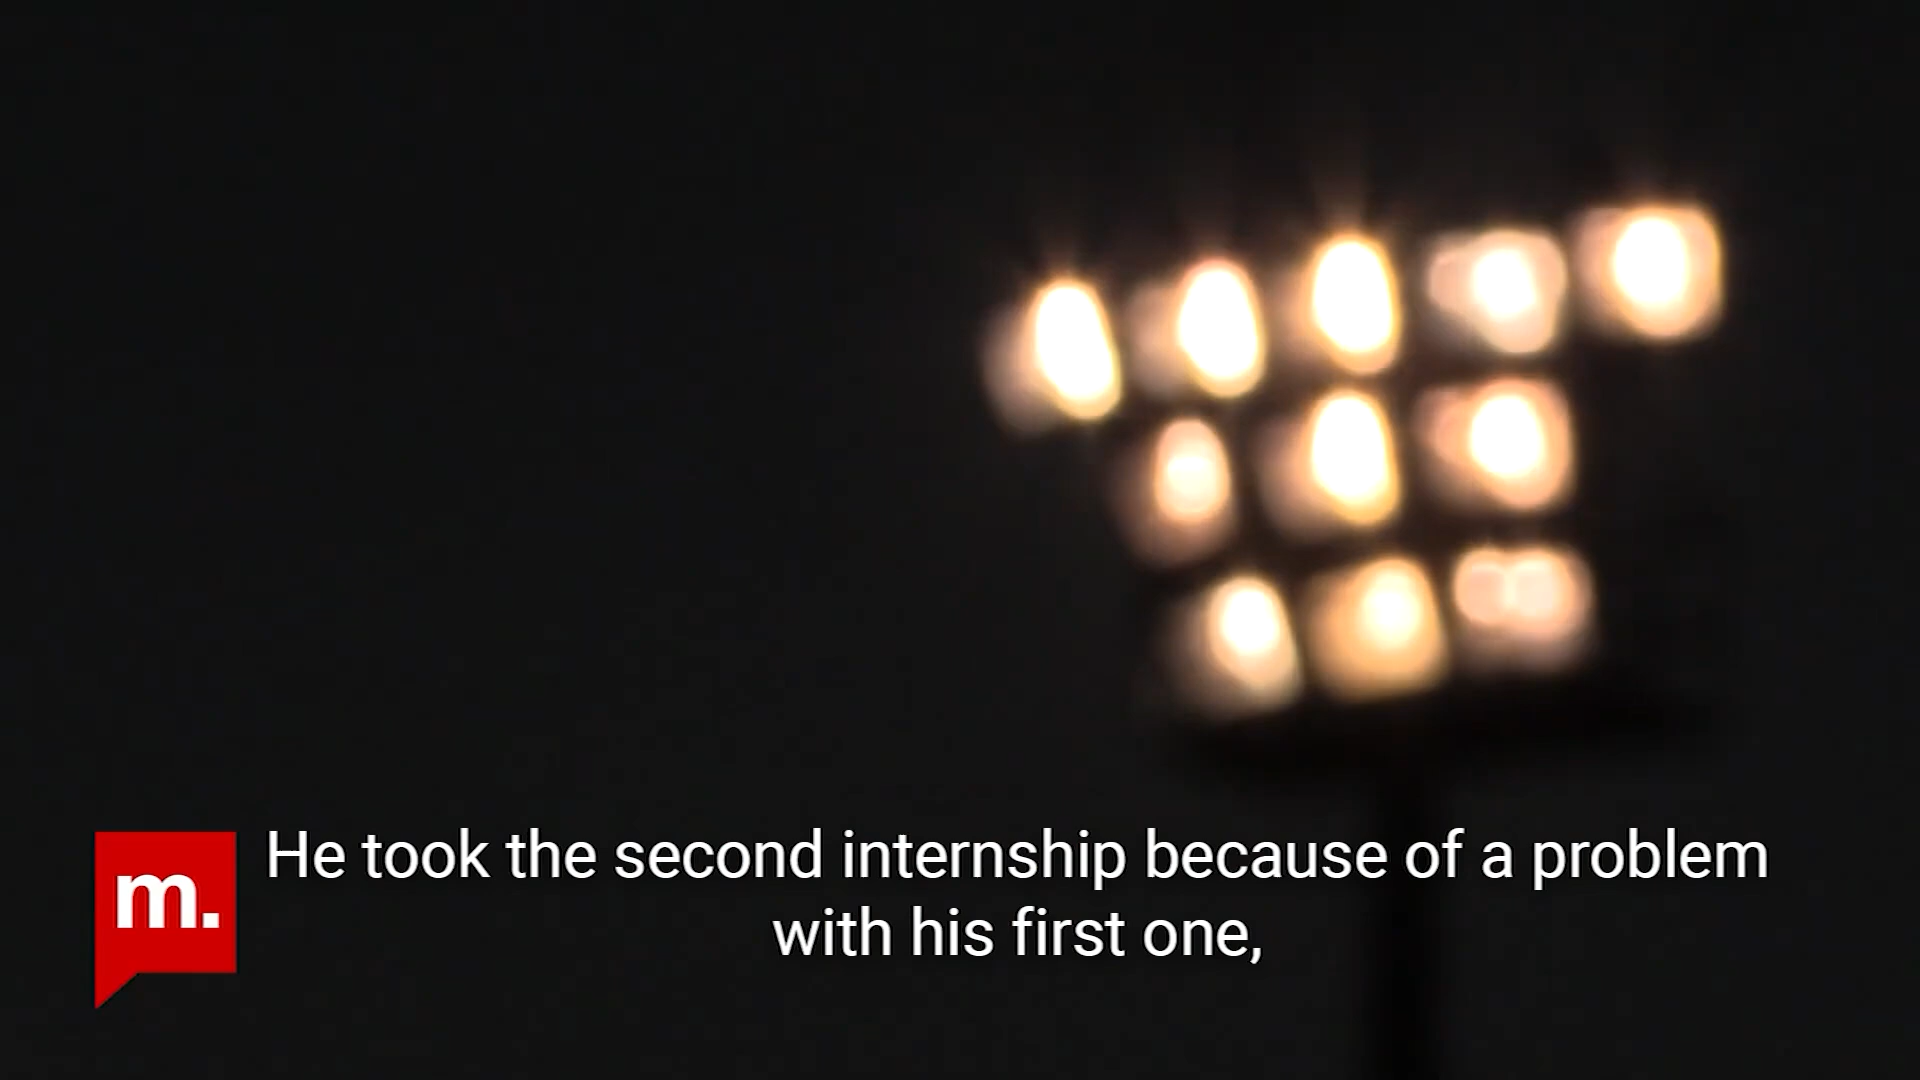 He took the second internship because of a problem
with his first one,
m.